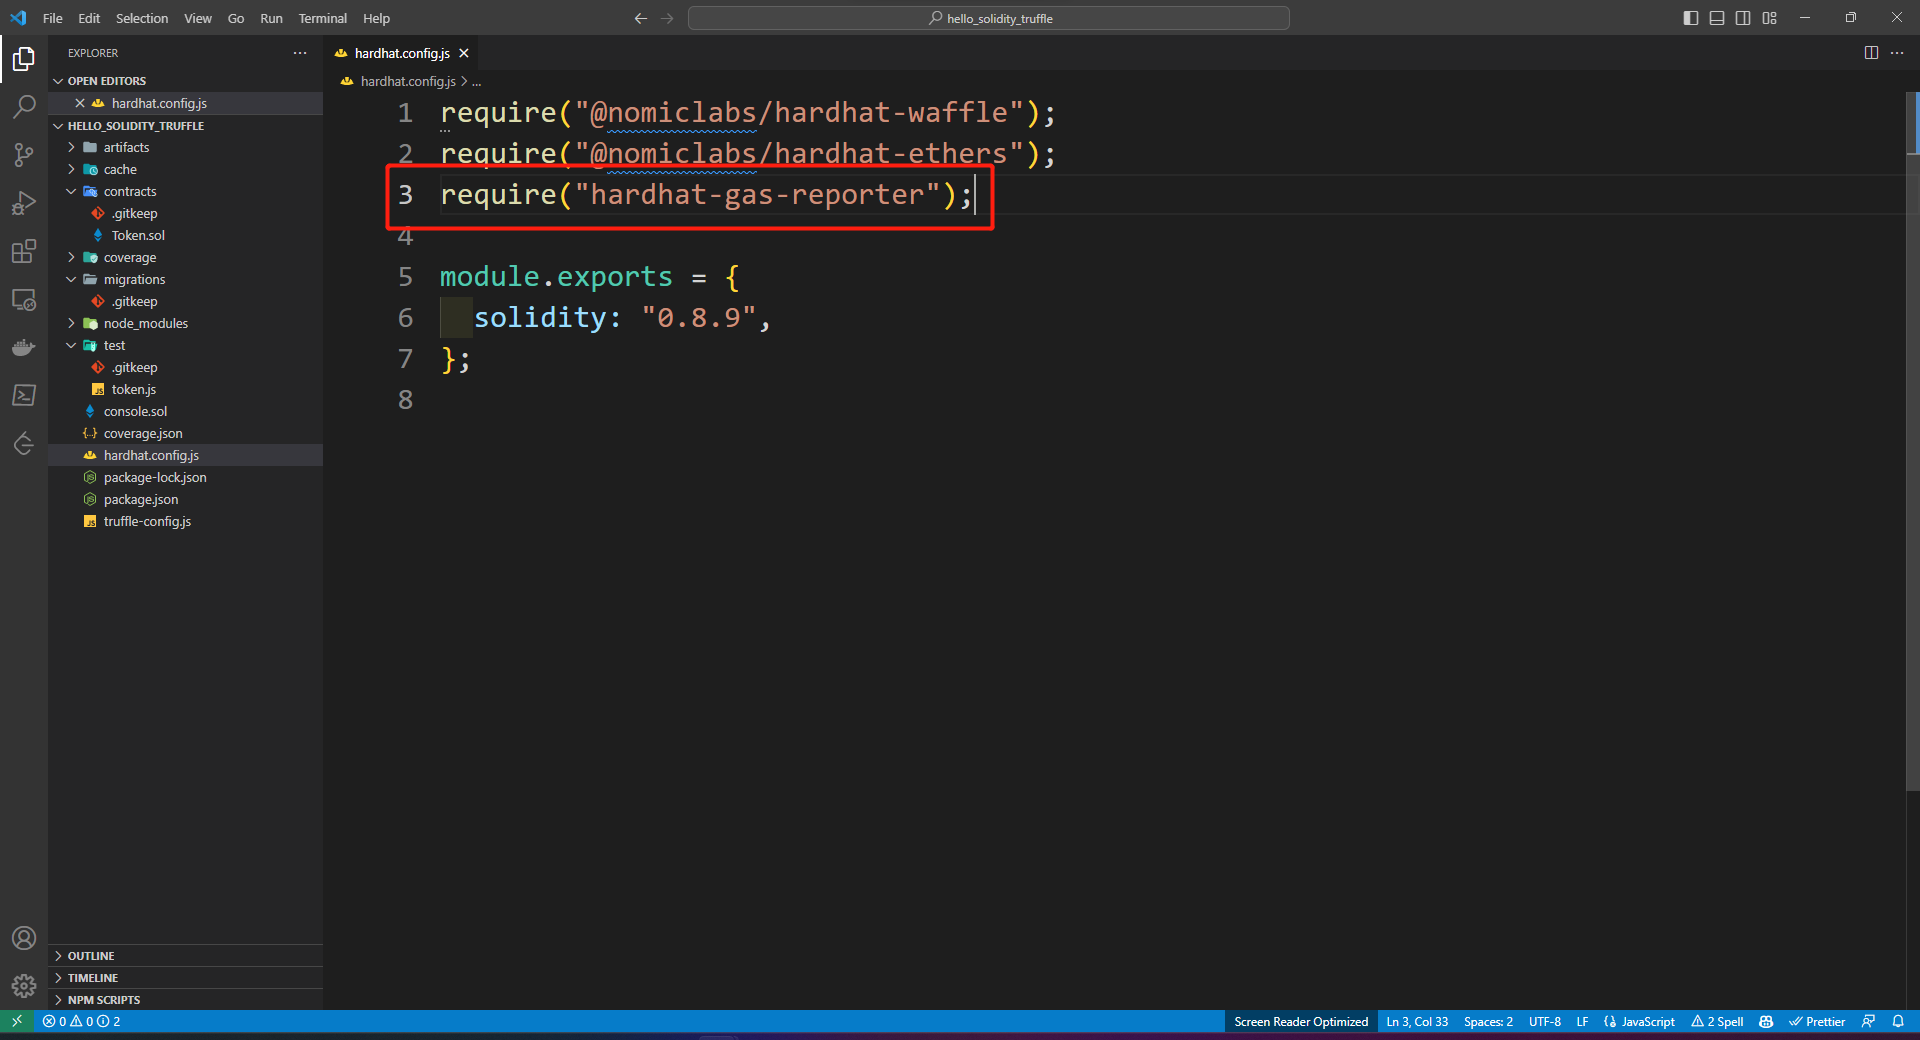 File Edit Selection View Go Run Terminal Help
hello_solidity_truffle
EXPLORER
OPEN EDITORS
hardhat.config.js
HELLO_SOLIDITY_TRUFFLE
artifacts
cache
contracts
.gitkeep
Token.sol
coverage
migrations
.gitkeep
node_modules
test
.gitkeep
token.js
console.sol
coverage.json
hardhat.config.js
package-lock.json
package.json
truffle-config.js
OUTLINE
TIMELINE
NPM SCRIPTS
hardhat.config.js
hardhat.config.js > ...
1 require("@nomiclabs/hardhat-waffle");
2 require("@nomiclabs/hardhat-ethers");
3 require("hardhat-gas-reporter");
4
5 module.exports = {
6 solidity: "0.8.9",
7 };
8
0 0 2
Screen Reader Optimized Ln 3, Col 33 Spaces: 2 UTF-8 LF JavaScript 2 Spell Prettier